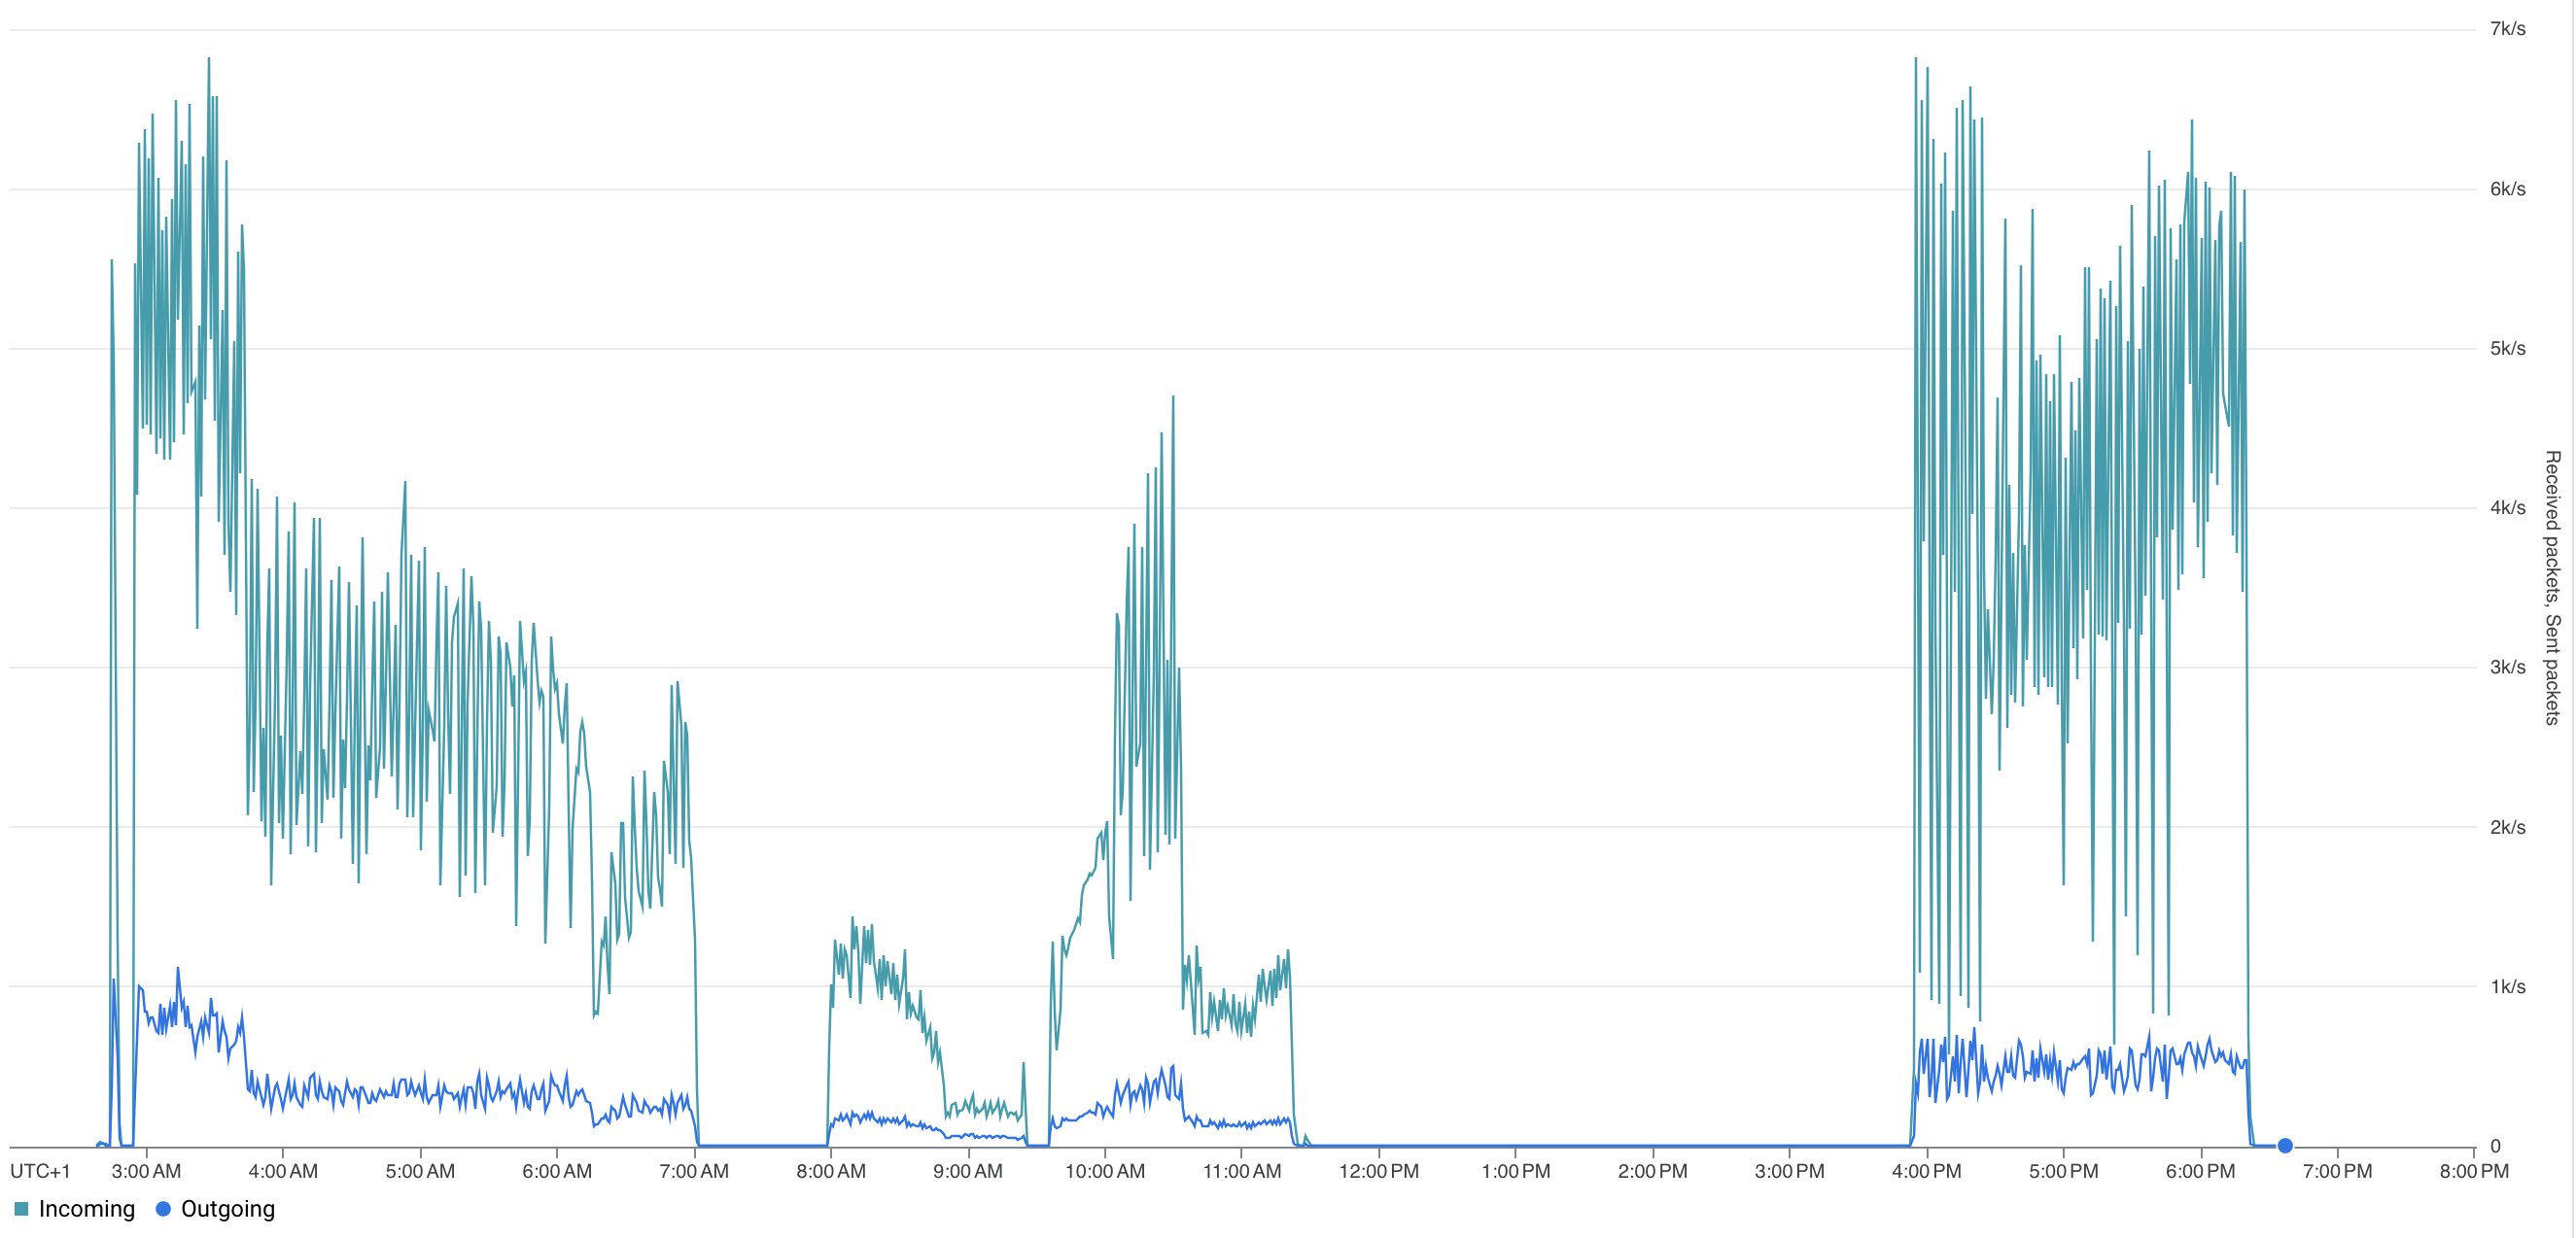 7k/s
6k/s
5k/s
4k/s
3k/s
2k/s
1k/s
0
Received packets, Sent packets
UTC+1 3:00 AM 4:00 AM 5:00 AM 6:00 AM 7:00 AM 8:00 AM 9:00 AM 10:00 AM 11:00 AM 12:00 PM 1:00 PM 2:00 PM 3:00 PM 4:00 PM 5:00 PM 6:00 PM 7:00 PM 8:00 PM
Incoming Outgoing